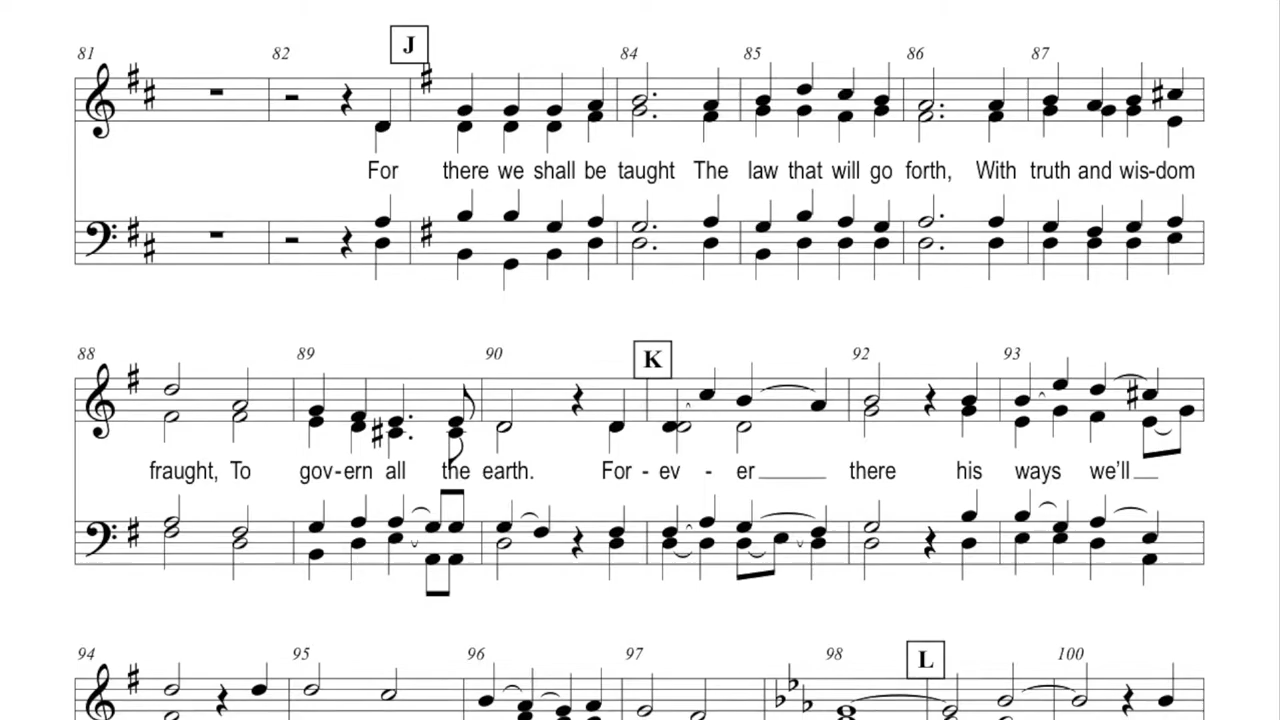 J
81 82 84 85 86 87
For there we shall be taught The law that will go forth, With truth and wis-dom
K
88 89 90 92 93
fraught, To gov-ern all the earth. For - ev - er there his ways we'll
L
94 95 96 97 98 100